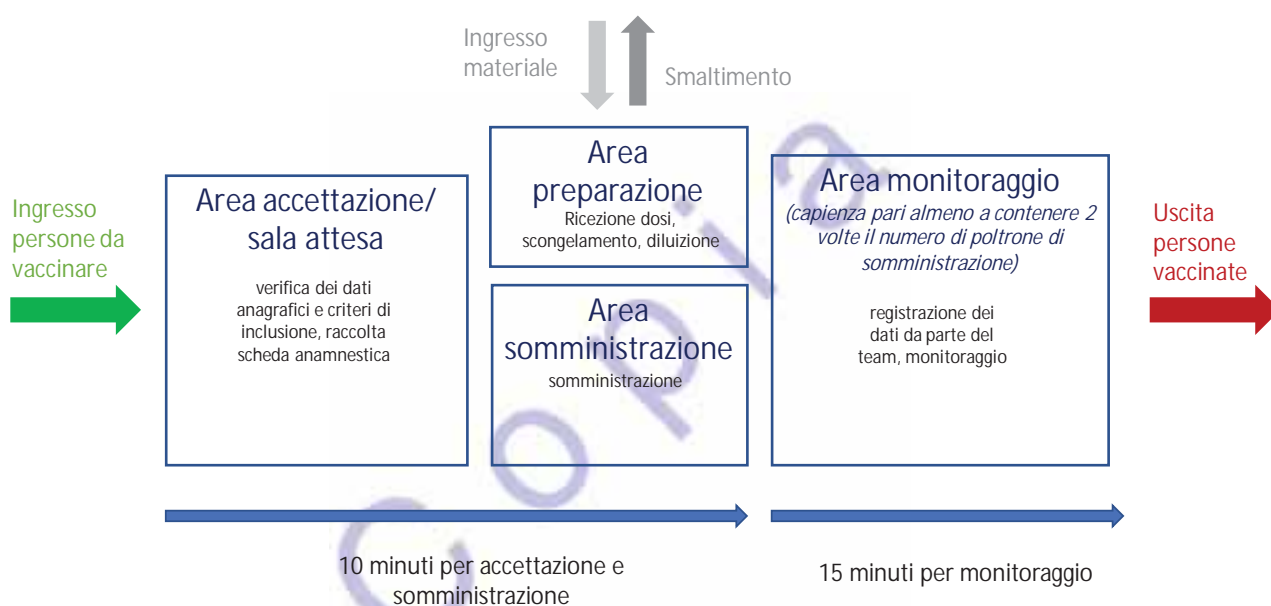 Ingresso
materiale
Smaltimento
Ingresso
persone da
vaccinare
Area accettazione/
sala attesa
verifica dei dati
anagrafici e criteri di
inclusione, raccolta
scheda anamnestica
Area
preparazione
Ricezione dosi,
scongelamento, diluizione
Area
somministrazione
somministrazione
Area monitoraggio
(capienza pari almeno a contenere 2
volte il numero di poltrone di
somministrazione)
registrazione dei
dati da parte del
team, monitoraggio
Uscita
persone
vaccinate
10 minuti per accettazione e
somministrazione
15 minuti per monitoraggio
Copia